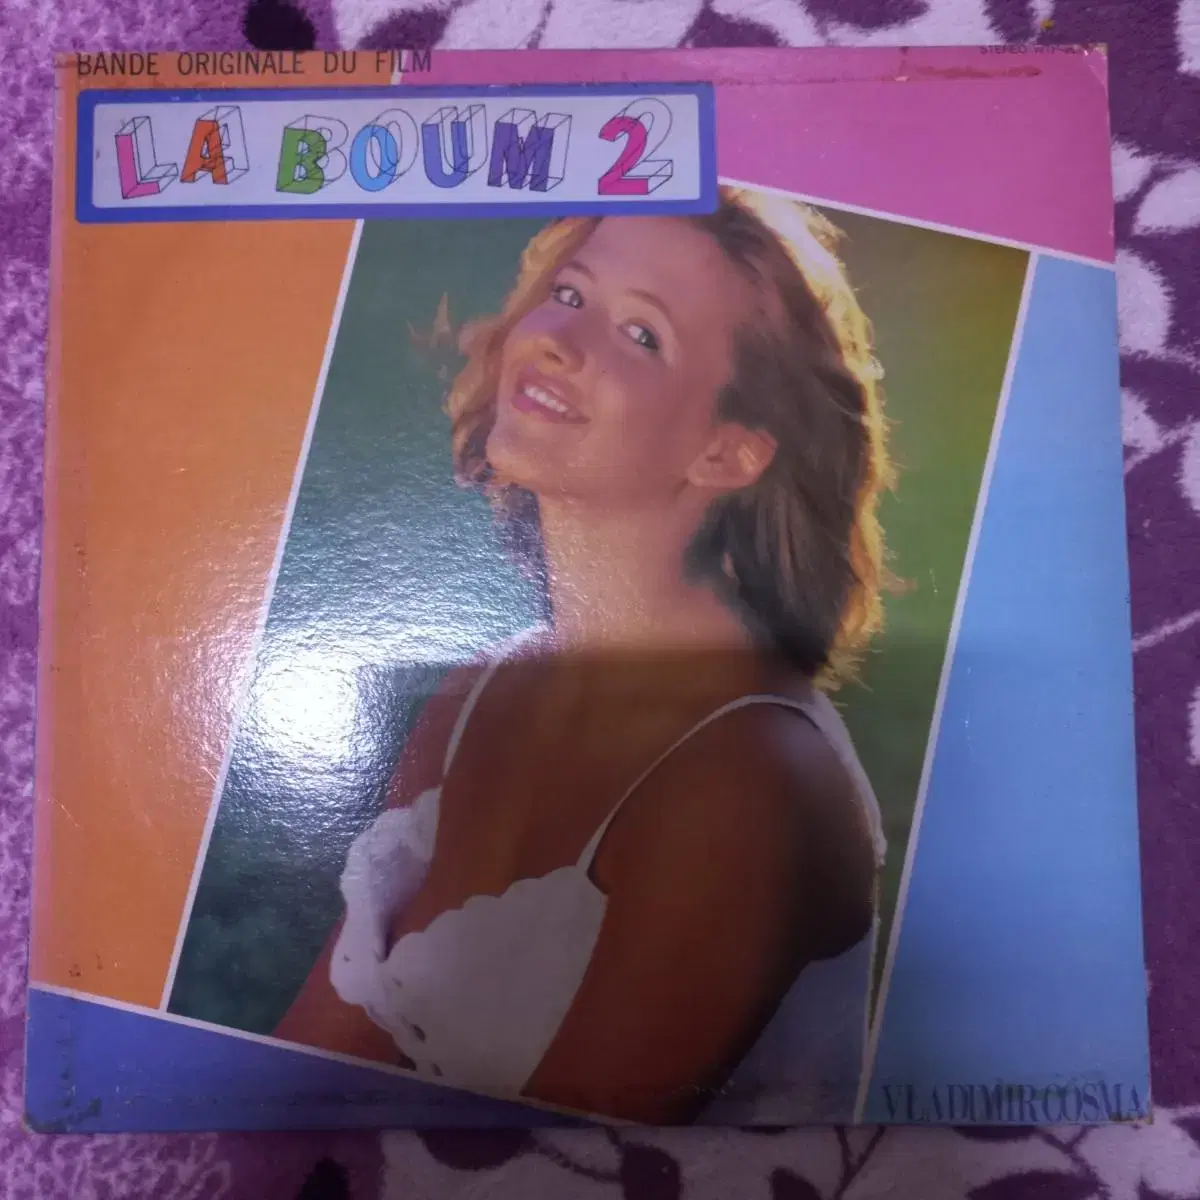 BANDE ORIGINALE DU FILM
STEREO
LA BOUM 2
VLADIMIR COSMA